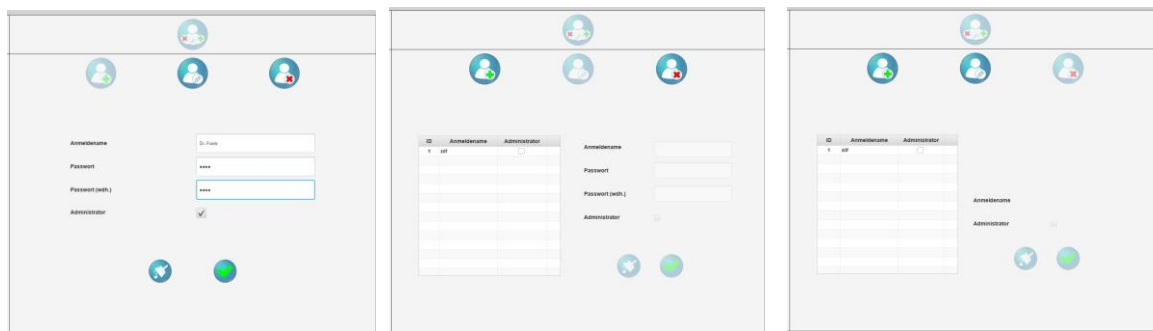 Anmeldename Dr. Frank
Passwort ••••
Passwort (wdh.) ••••
Administrator
ID Anmeldename Administrator
1
Anmeldename
Passwort
Passwort (wdh.)
Administrator
ID Anmeldename Administrator
1
Anmeldename
Administrator